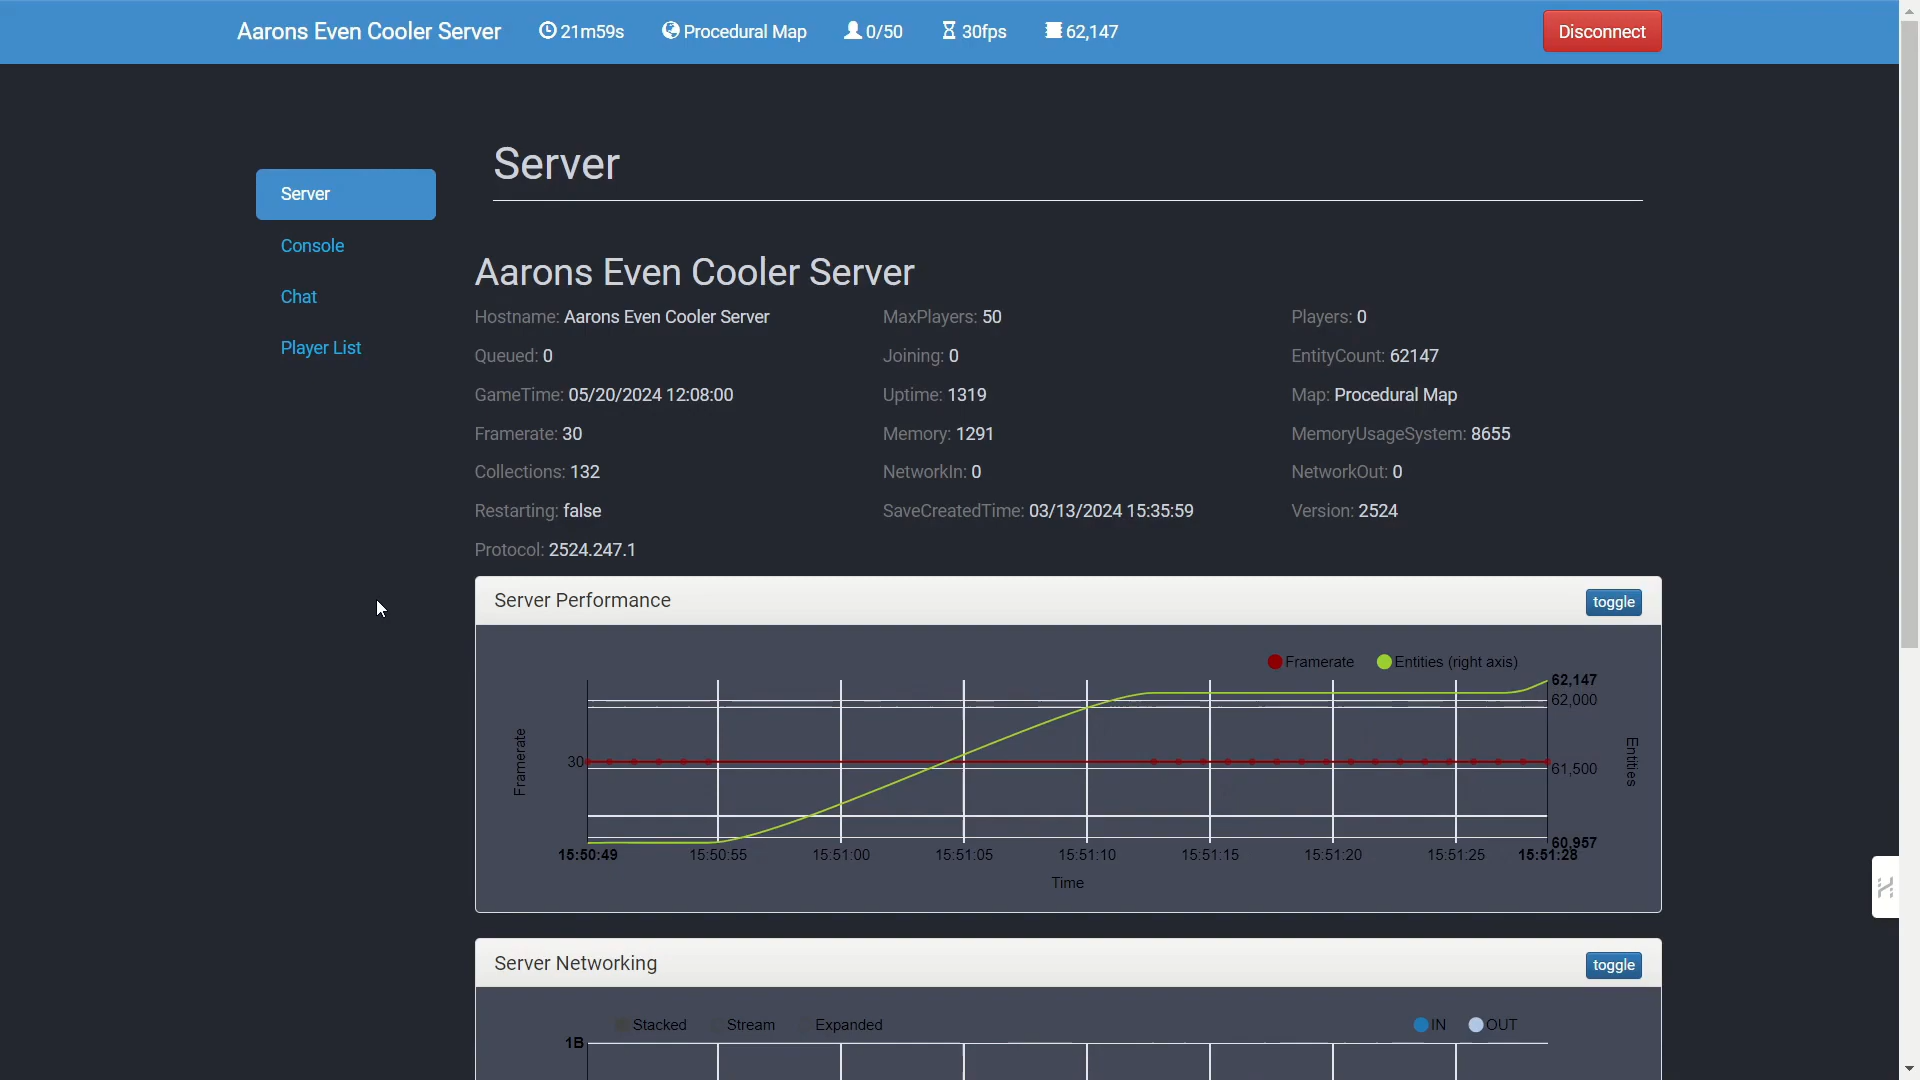 Aarons Even Cooler Server 21m59s Procedural Map 0/50 30fps 62,147 Disconnect
Server
Server
Console
Chat
Player List
Aarons Even Cooler Server
Hostname: Aarons Even Cooler Server MaxPlayers: 50 Players: 0
Queued: 0 Joining: 0 EntityCount: 62147
GameTime: 05/20/2024 12:08:00 Uptime: 1319 Map: Procedural Map
Framerate: 30 Memory: 1291 MemoryUsageSystem: 8655
Collections: 132 NetworkIn: 0 NetworkOut: 0
Restarting: false SaveCreatedTime: 03/13/2024 15:35:59 Version: 2524
Protocol: 2524.247.1
Server Performance toggle
Framerate Entities (right axis)
62,147
62,000
Framerate
Entities
30
61,500
60,957
15:50:49 15:50:55 15:51:00 15:51:05 15:51:10 15:51:15 15:51:20 15:51:25 15:51:28
Time
Server Networking toggle
Stacked Stream Expanded IN OUT
1B